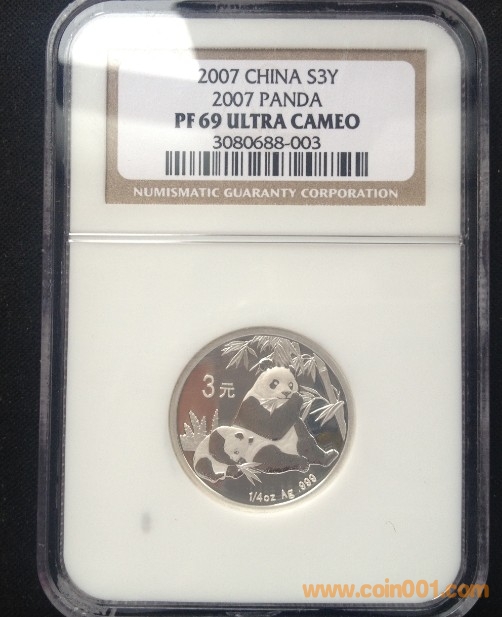 2007 CHINA S3Y
2007 PANDA
PF 69 ULTRA CAMEO
3080688-003
NUMISMATIC GUARANTY CORPORATION
3元
1/4oz Ag .999
www.coin001.com